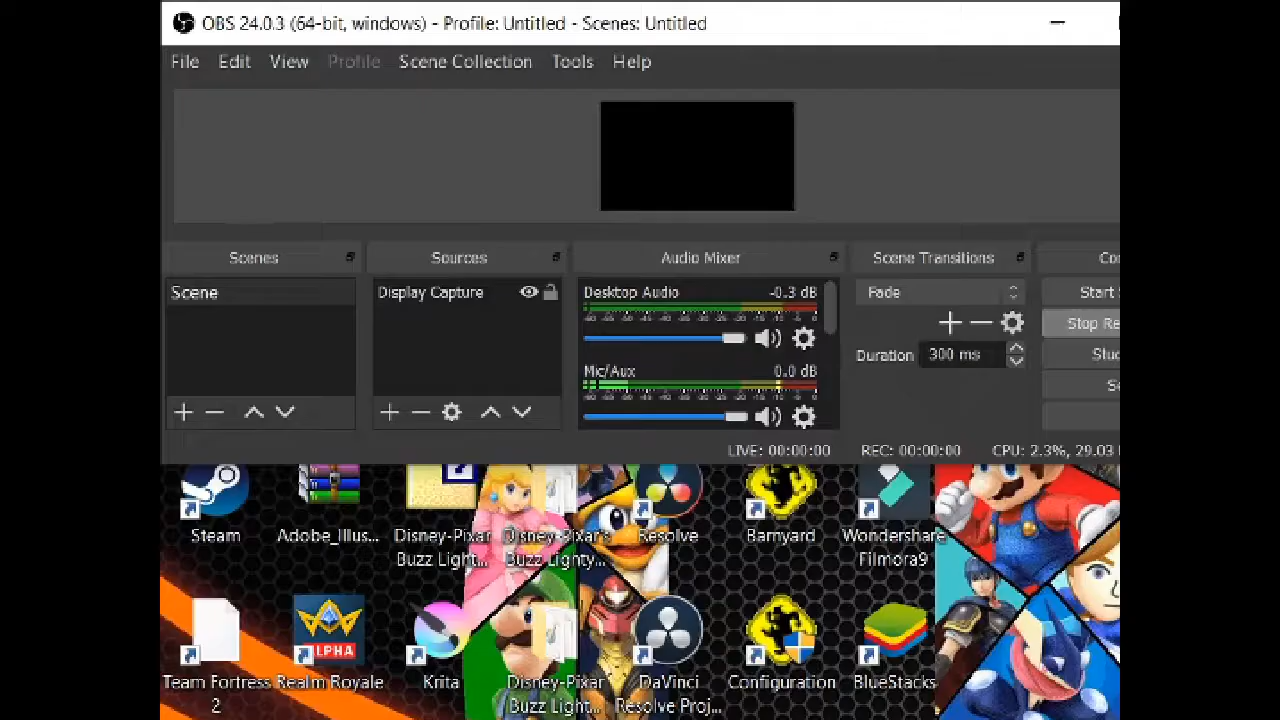 OBS 24.0.3 (64-bit, windows) - Profile: Untitled - Scenes: Untitled
File Edit View Profile Scene Collection Tools Help
Scenes Sources Audio Mixer Scene Transitions
Scene Display Capture Desktop Audio -0.3 dB Fade Start
Stop Re
Duration 300 ms
Mic/Aux 0.0 dB
LIVE: 00:00:00 REC: 00:00:00 CPU: 2.3%, 29.03
Steam Adobe_Illus... Disney-Pixar Disney-Pixar's Resolve Barnyard Wondershare
Buzz Light... Buzz Lighty... Filmora9
ALPHA
Team Fortress Realm Royale Krita Disney-Pixar DaVinci Configuration BlueStacks
2 Buzz Light... Resolve Proj...